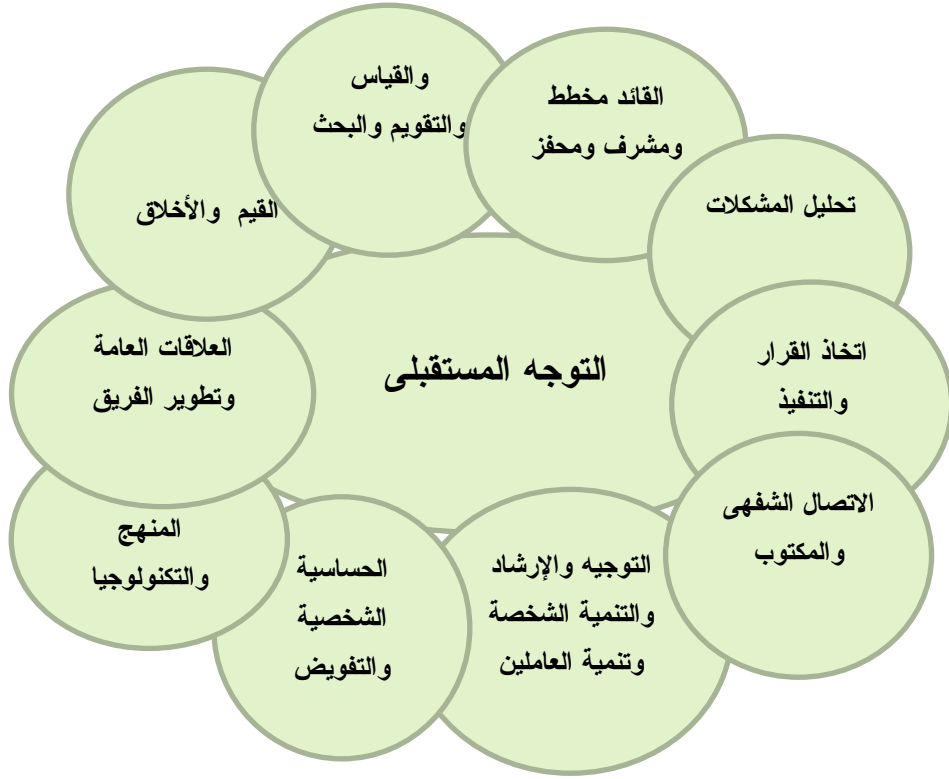 والقياس
والتقويم والبحث
القائد مخطط
ومشرف ومحفز
تحليل المشكلات
القيم والأخلاق
العلاقات العامة
وتطوير الفريق
التوجه المستقبلى
اتخاذ القرار
والتنفيذ
الاتصال الشفهى
والمكتوب
المنهج
والتكنولوجيا
الحساسية
الشخصية
والتفويض
التوجيه والإرشاد
والتنمية الشخصة
وتنمية العاملين